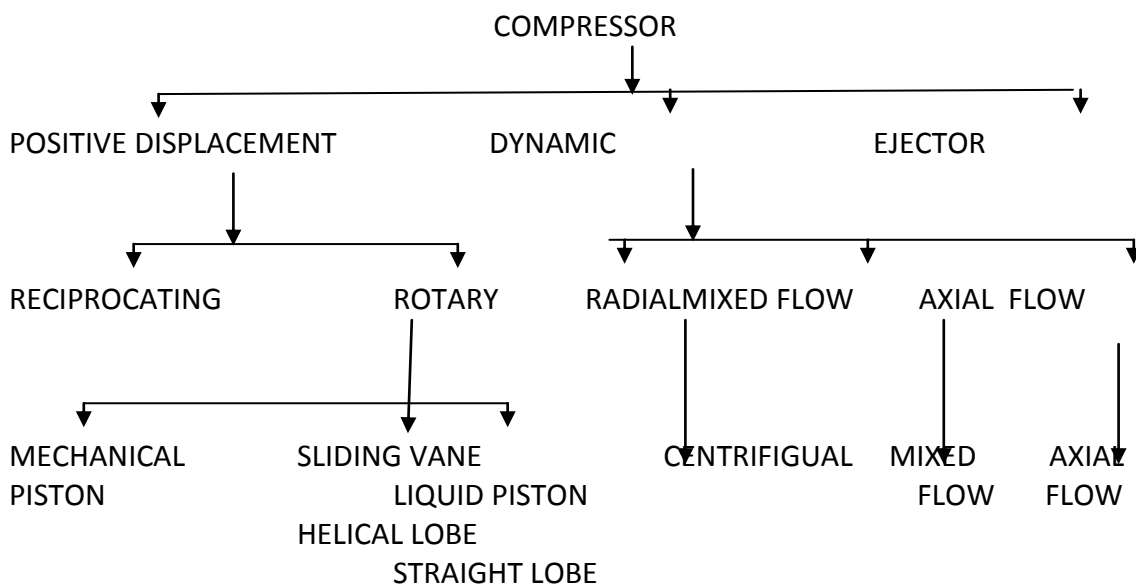 COMPRESSOR
POSITIVE DISPLACEMENT DYNAMIC EJECTOR
RECIPROCATING ROTARY RADIALMIXED FLOW AXIAL FLOW
MECHANICAL SLIDING VANE CENTRIFIGUAL MIXED AXIAL
PISTON LIQUID PISTON FLOW FLOW
HELICAL LOBE
STRAIGHT LOBE